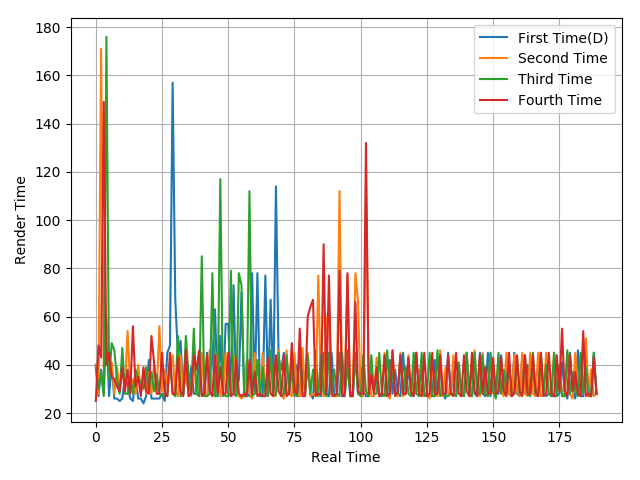 180
160
140
120
100
80
60
40
20
Render Time
0
25
50
75
100
125
150
175
Real Time
First Time(D)
Second Time
Third Time
Fourth Time